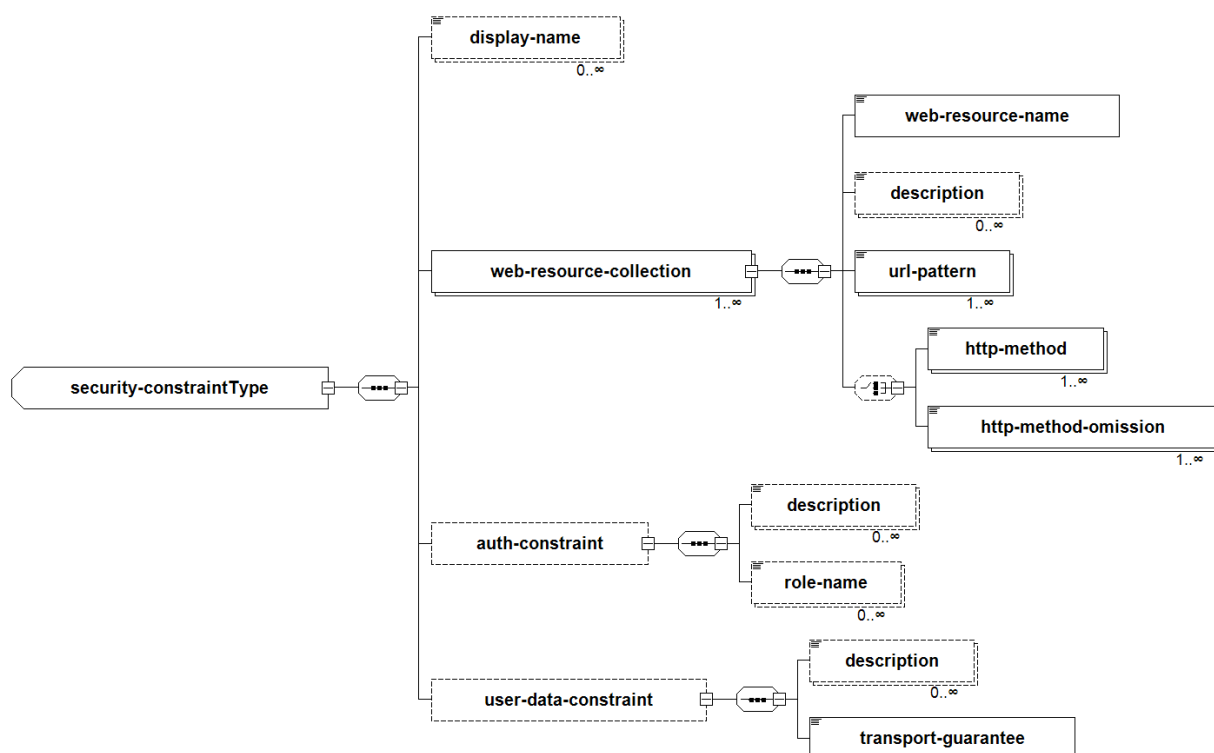 display-name
0..∞
web-resource-name
description
0..∞
web-resource-collection
1..∞
url-pattern
1..∞
http-method
1..∞
security-constraintType
http-method-omission
1..∞
description
0..∞
auth-constraint
role-name
0..∞
description
0..∞
user-data-constraint
transport-guarantee